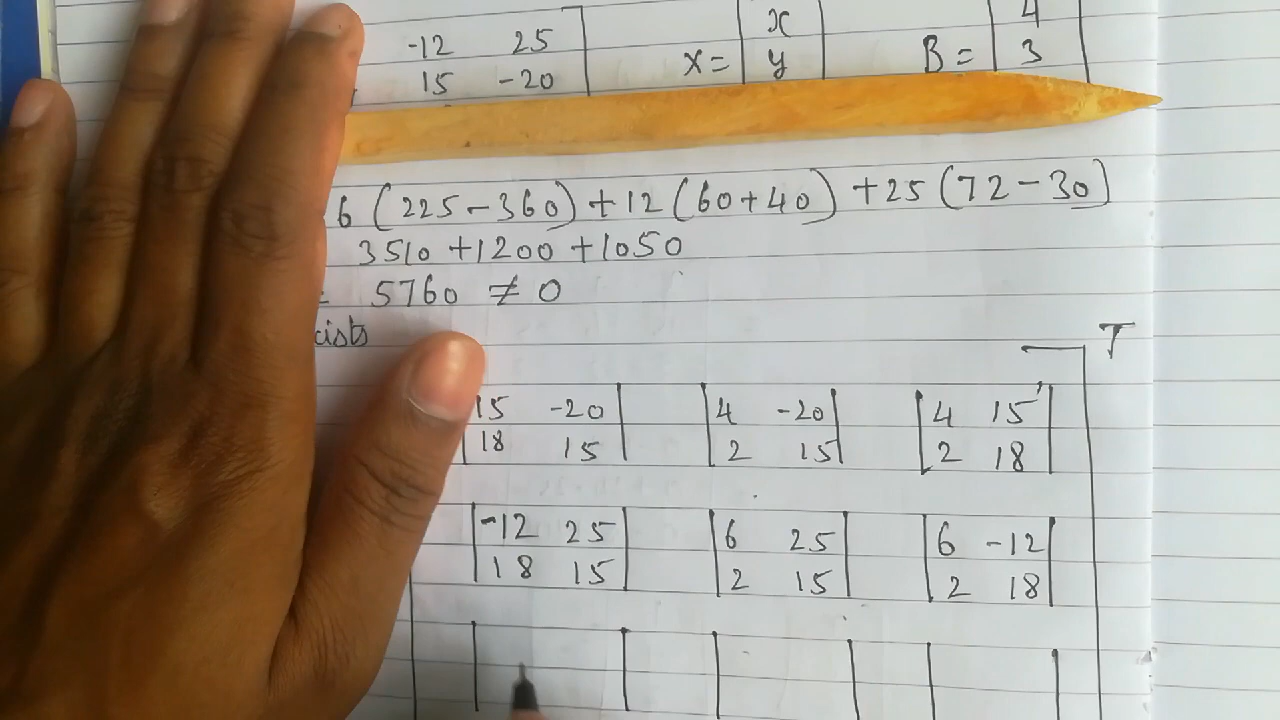 -12 25 x 4
15 -20 X = y B = 3
6 (225 - 360) + 12 (60 + 40) + 25 (72 - 30)
3510 + 1200 + 1050
= 5760 ≠ 0
cists
T
15 -20 4 -20 4 15
18 15 2 15 2 18
-12 25 6 25 6 -12
18 15 2 15 2 18